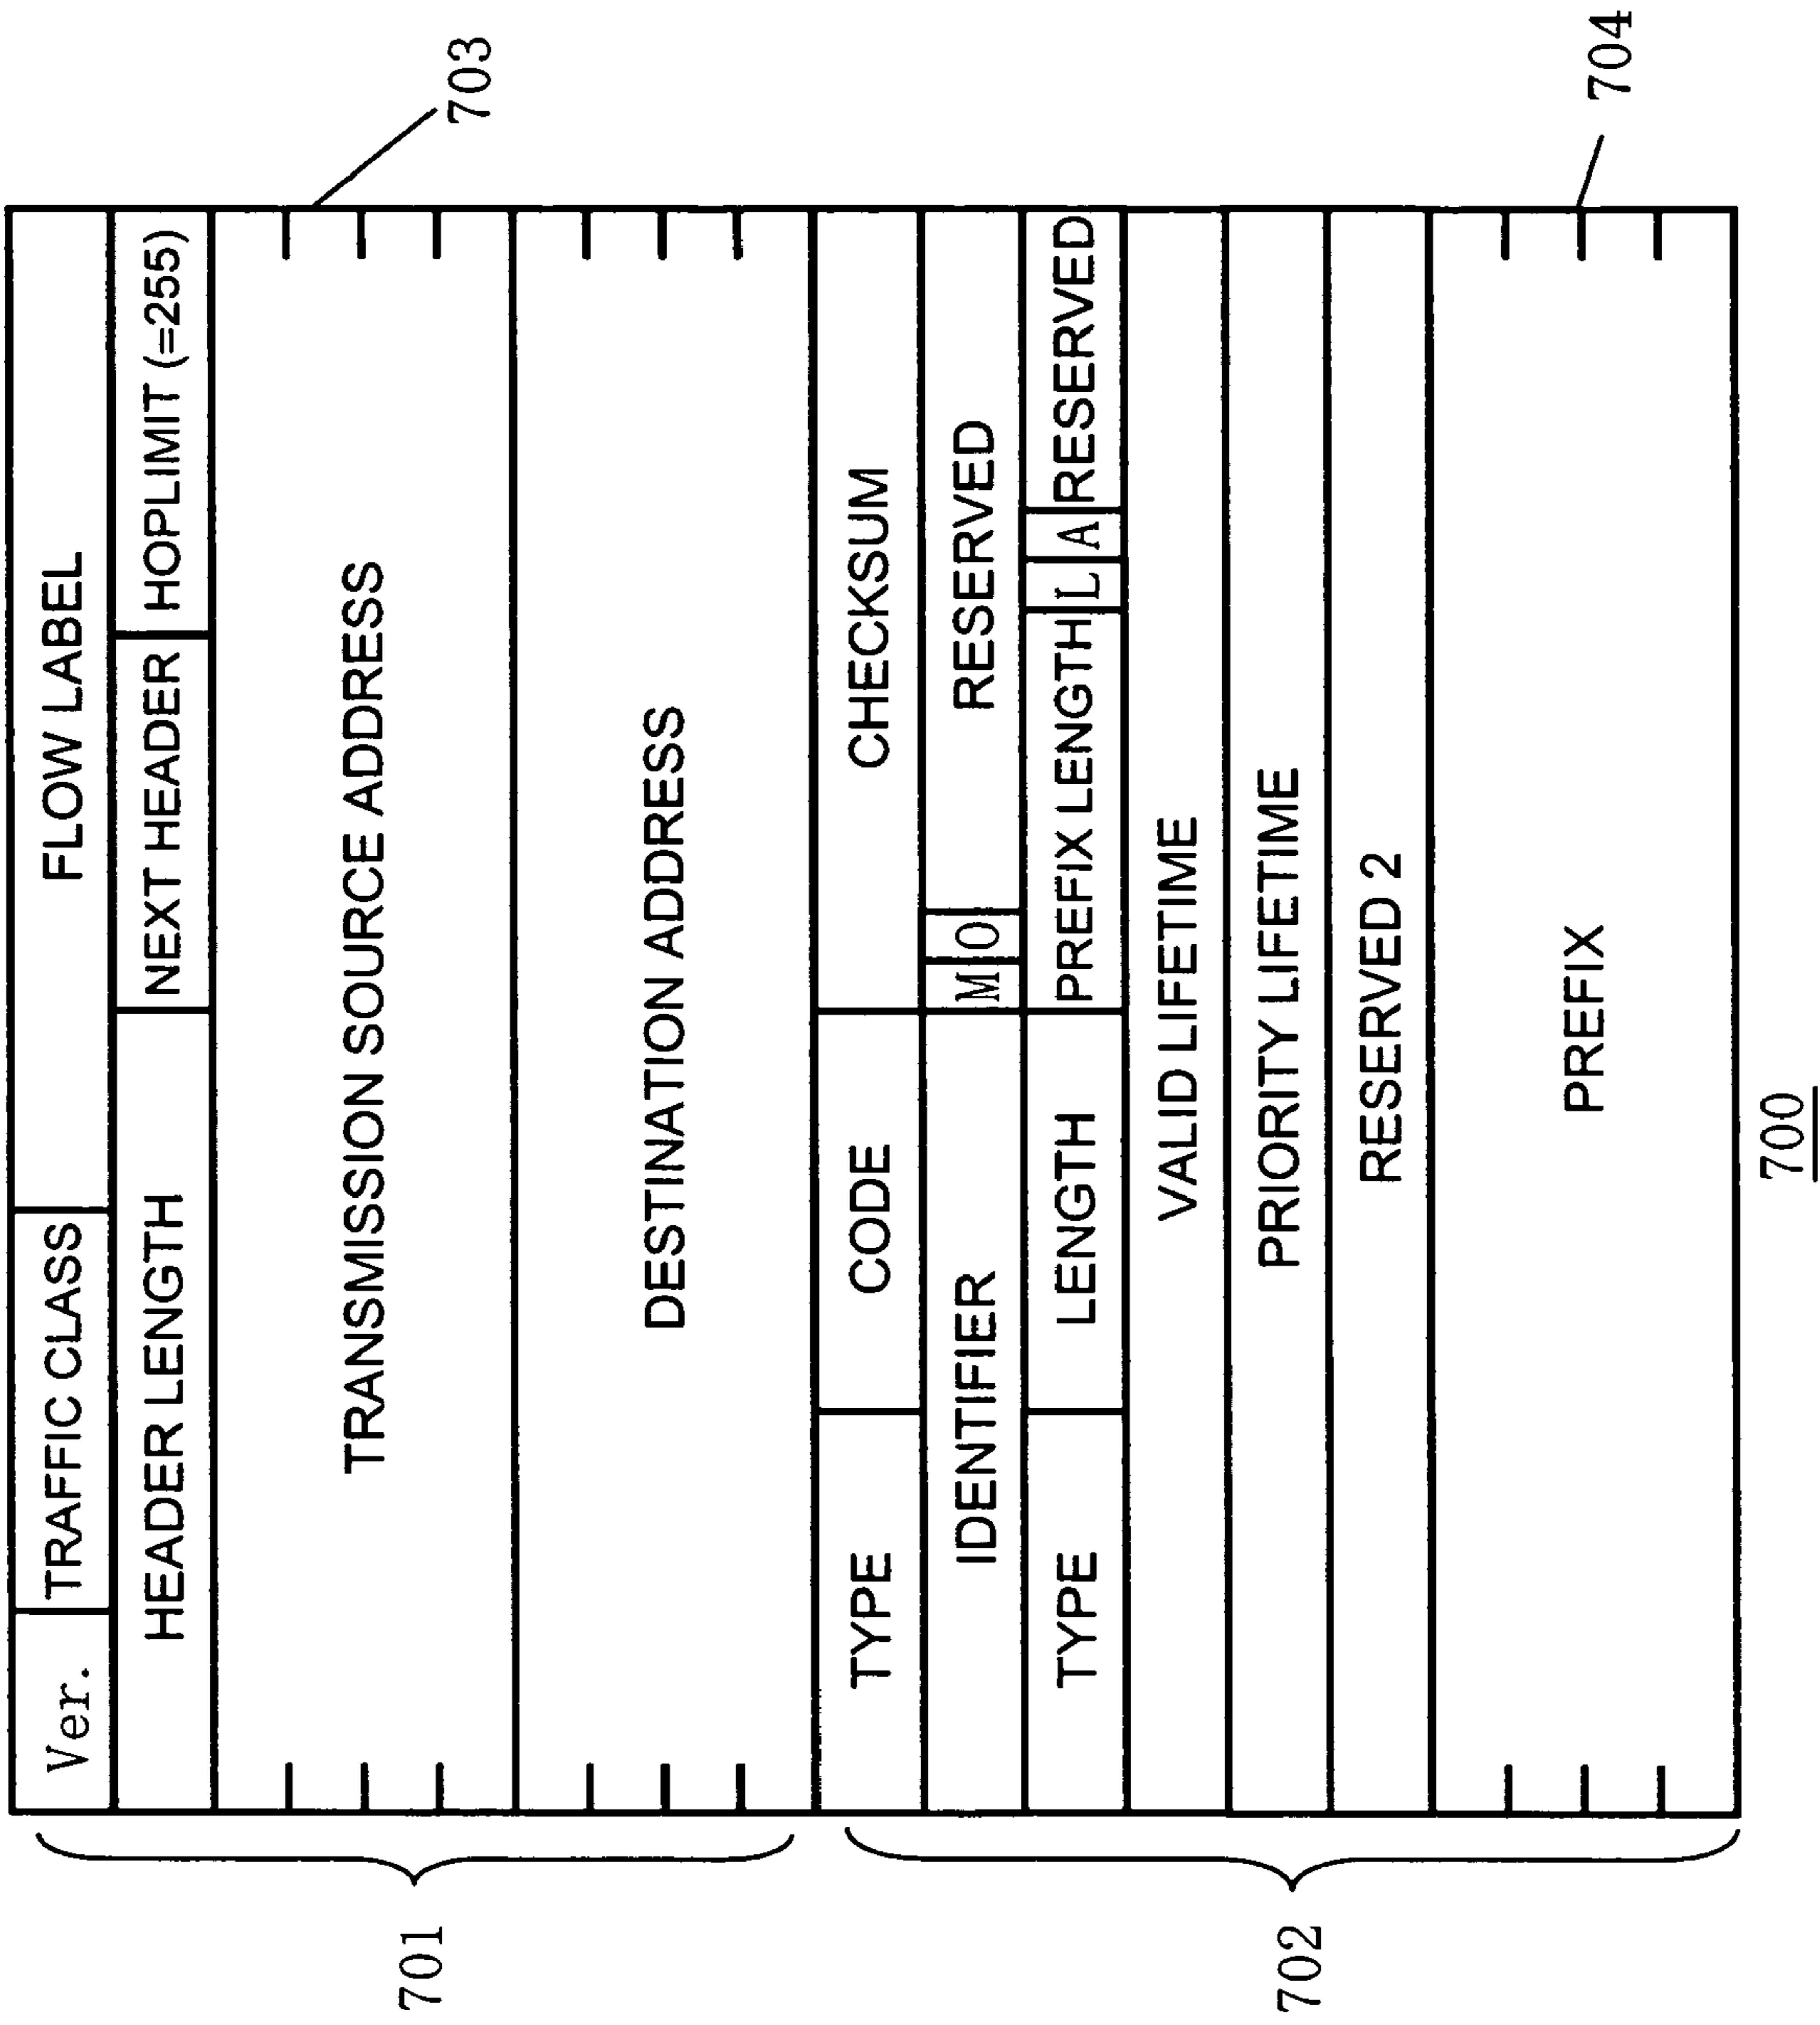 Ver. TRAFFIC CLASS FLOW LABEL
HEADER LENGTH NEXT HEADER HOPLIMIT (=255)
701
TRANSMISSION SOURCE ADDRESS
703
DESTINATION ADDRESS
TYPE CODE CHECKSUM
IDENTIFIER M O RESERVED
TYPE LENGTH PREFIX LENGTH L A RESERVED
VALID LIFETIME
702
PRIORITY LIFETIME
RESERVED 2
PREFIX
704
700